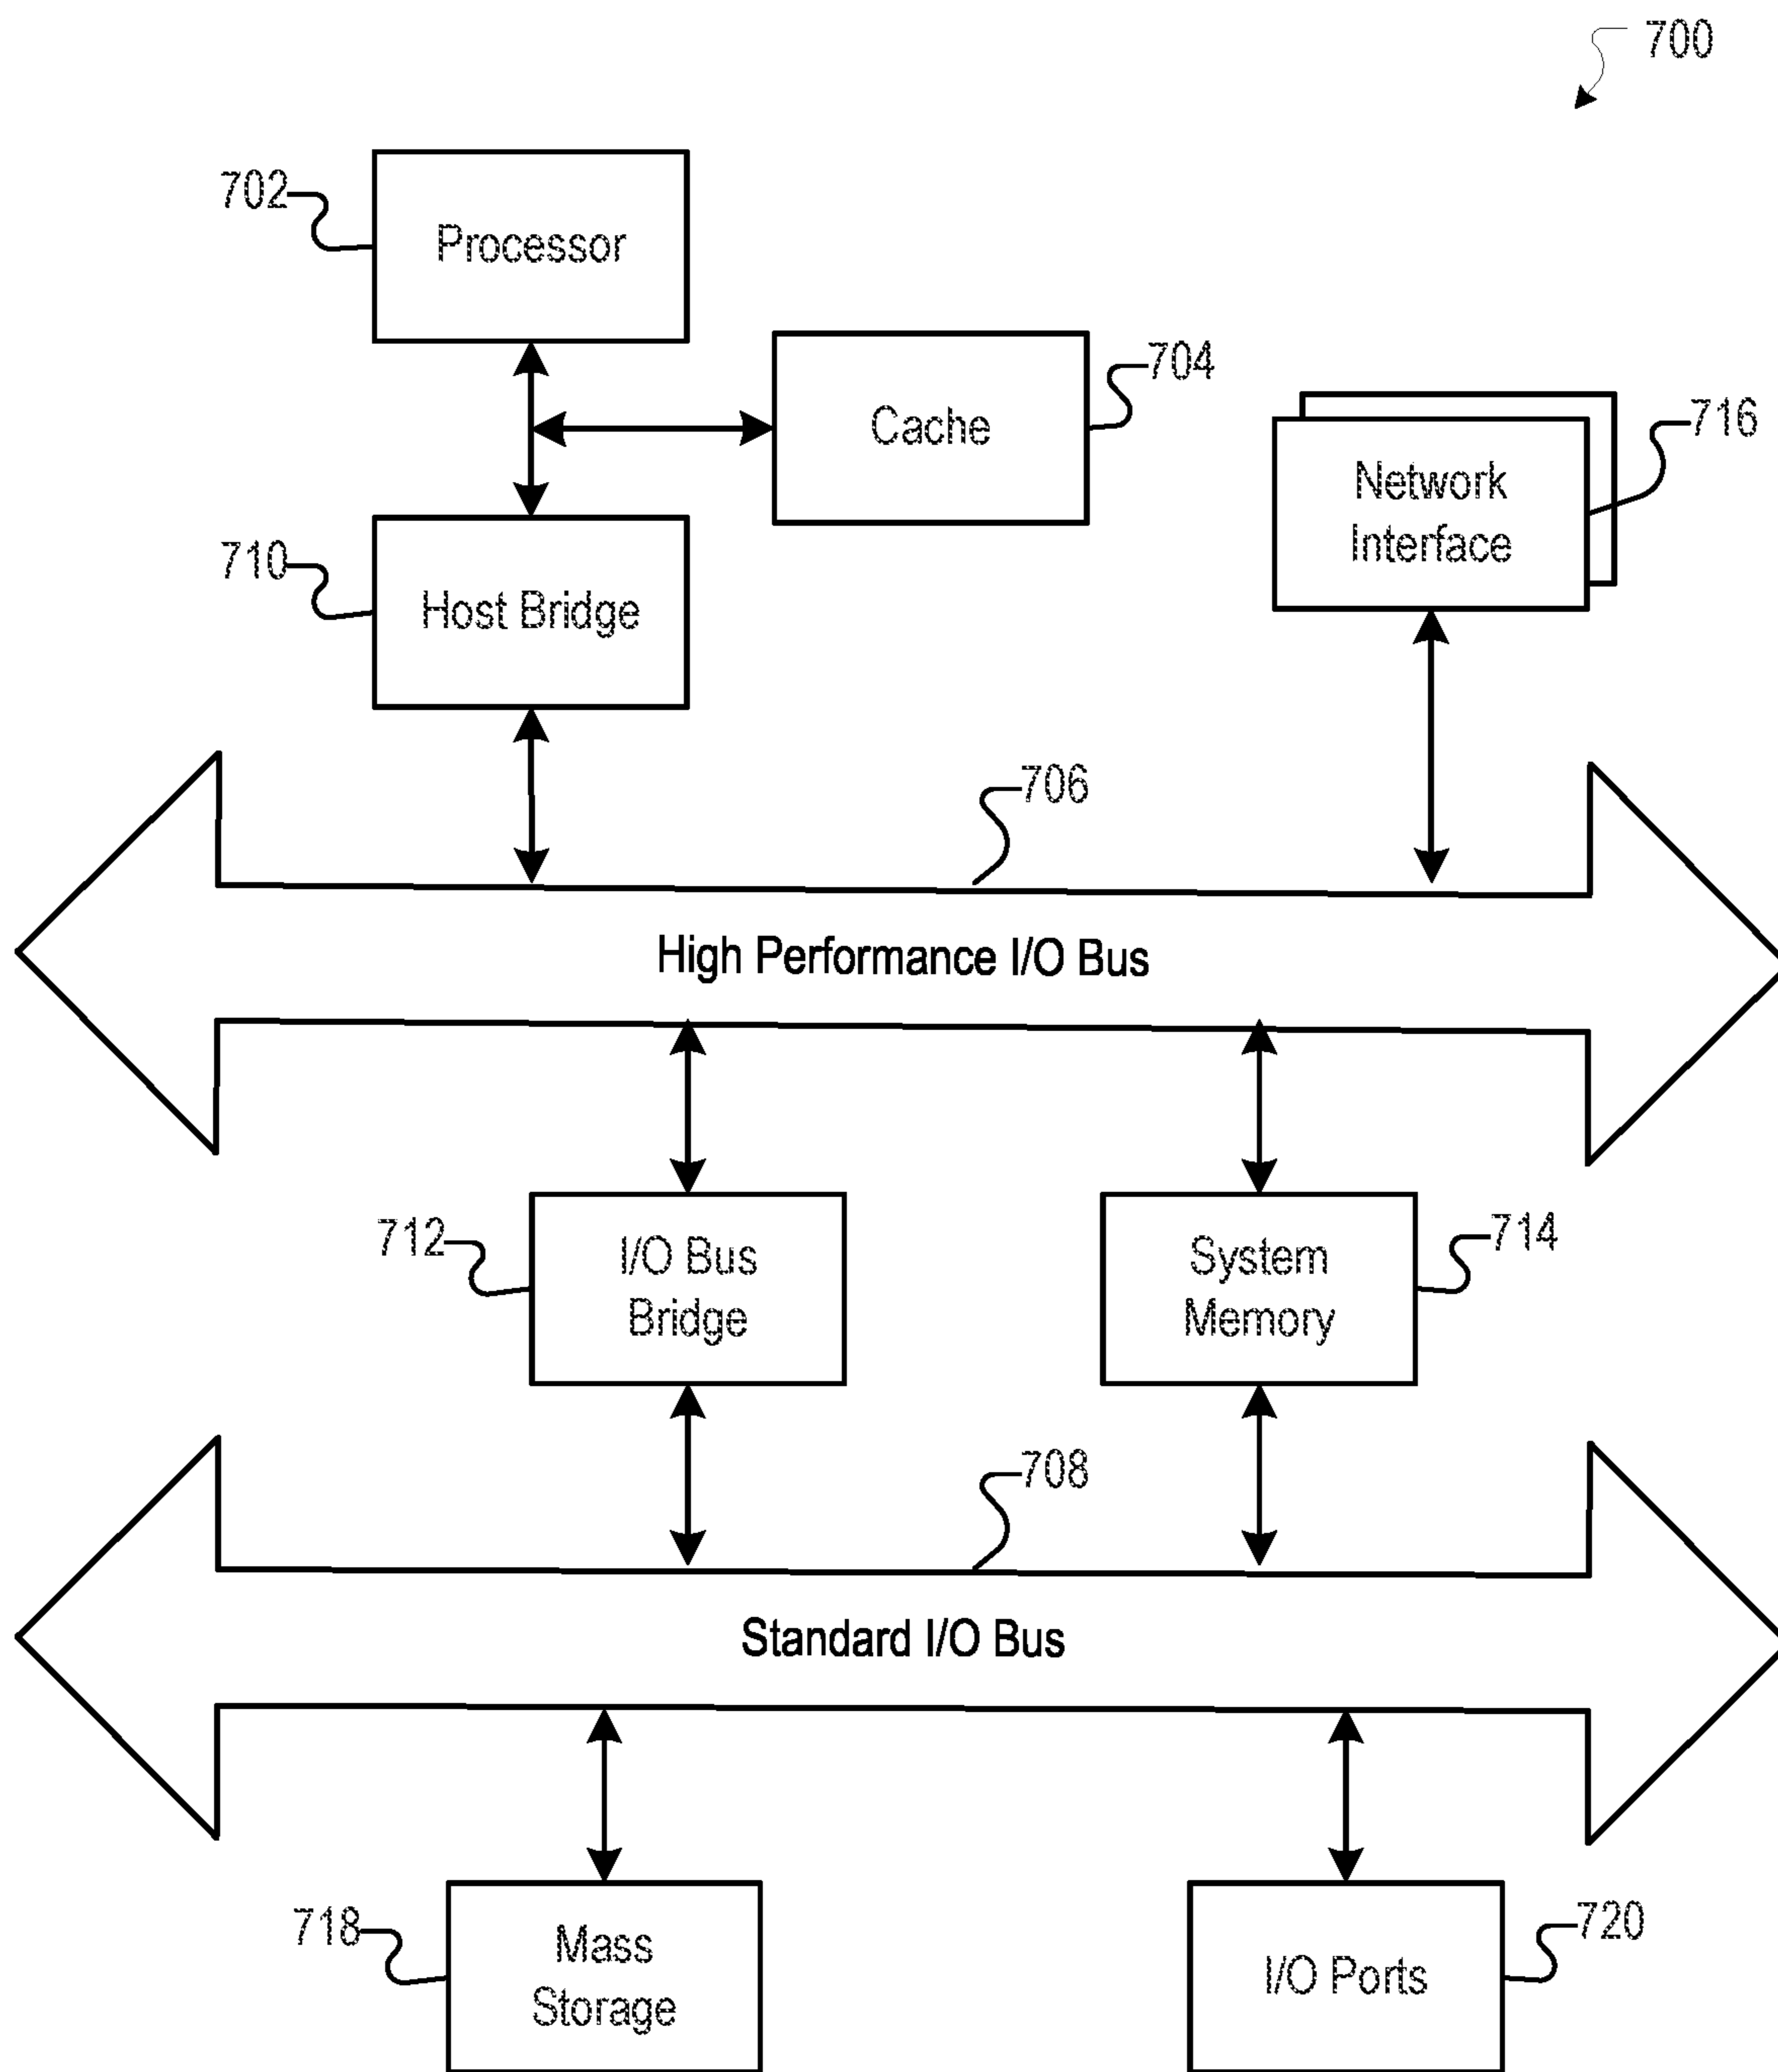 700
702
Processor
704
Cache
716
Network
Interface
710
Host Bridge
706
High Performance I/O Bus
712
I/O Bus
Bridge
System
Memory
714
708
Standard I/O Bus
718
Mass
Storage
I/O Ports
720